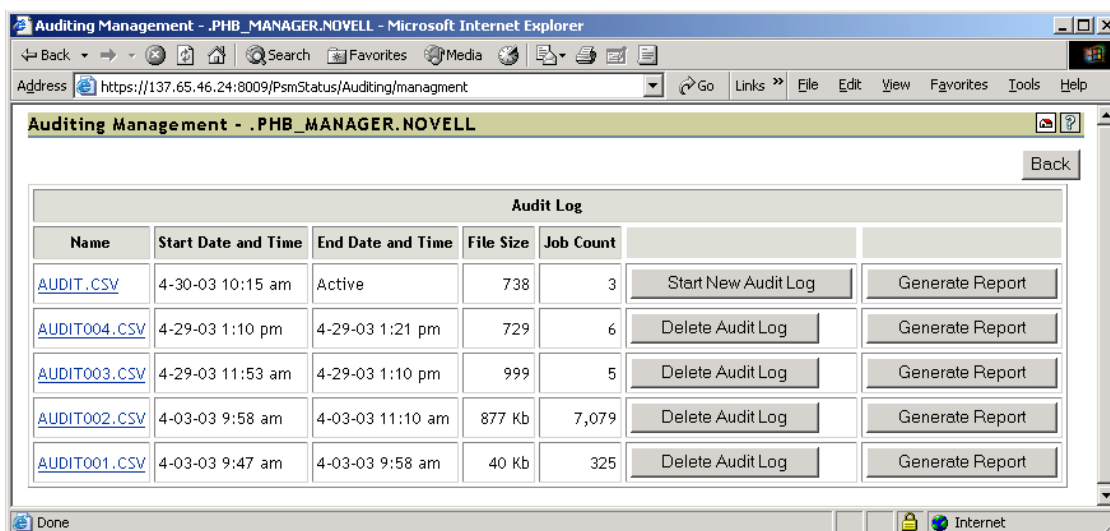 Auditing Management - .PHB_MANAGER.NOVELL - Microsoft Internet Explorer
Back Search Favorites Media
Address https://137.65.46.24:8009/PsmStatus/Auditing/managment Go Links » File Edit View Favorites Tools Help
Auditing Management - .PHB_MANAGER.NOVELL ?
Back
Audit Log
Name Start Date and Time End Date and Time File Size Job Count
AUDIT.CSV 4-30-03 10:15 am Active 738 3 Start New Audit Log Generate Report
AUDIT004.CSV 4-29-03 1:10 pm 4-29-03 1:21 pm 729 6 Delete Audit Log Generate Report
AUDIT003.CSV 4-29-03 11:53 am 4-29-03 1:10 pm 999 5 Delete Audit Log Generate Report
AUDIT002.CSV 4-03-03 9:58 am 4-03-03 11:10 am 877 Kb 7,079 Delete Audit Log Generate Report
AUDIT001.CSV 4-03-03 9:47 am 4-03-03 9:58 am 40 Kb 325 Delete Audit Log Generate Report
Done Internet